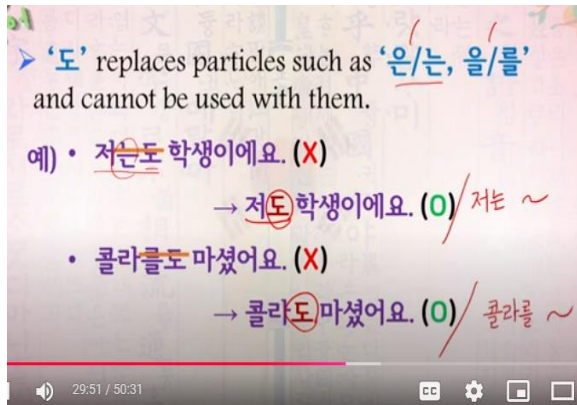 '도' replaces particles such as '은/는, 을/를'
and cannot be used with them.
예) • 저는도 학생이에요. (X)
→ 저도 학생이에요. (O) / 저는 ~
• 콜라를도 마셨어요. (X)
→ 콜라도 마셨어요. (O) / 콜라를 ~
29:51 / 50:31 CC